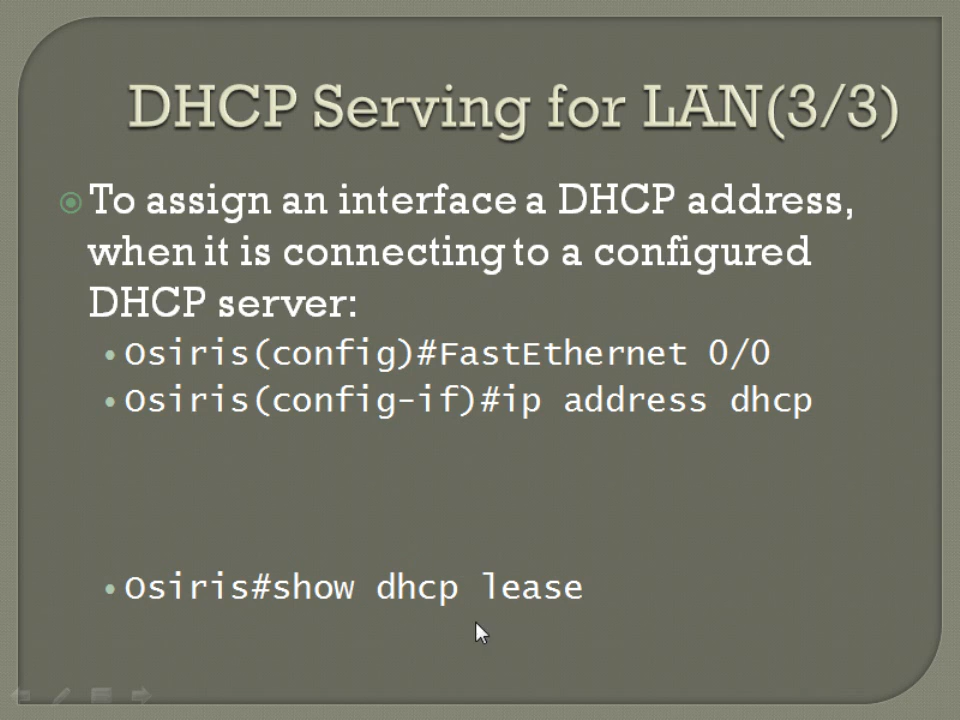 DHCP Serving for LAN(3/3)
To assign an interface a DHCP address,
when it is connecting to a configured
DHCP server:
• Osiris(config)#FastEthernet 0/0
• Osiris(config-if)#ip address dhcp
• Osiris#show dhcp lease